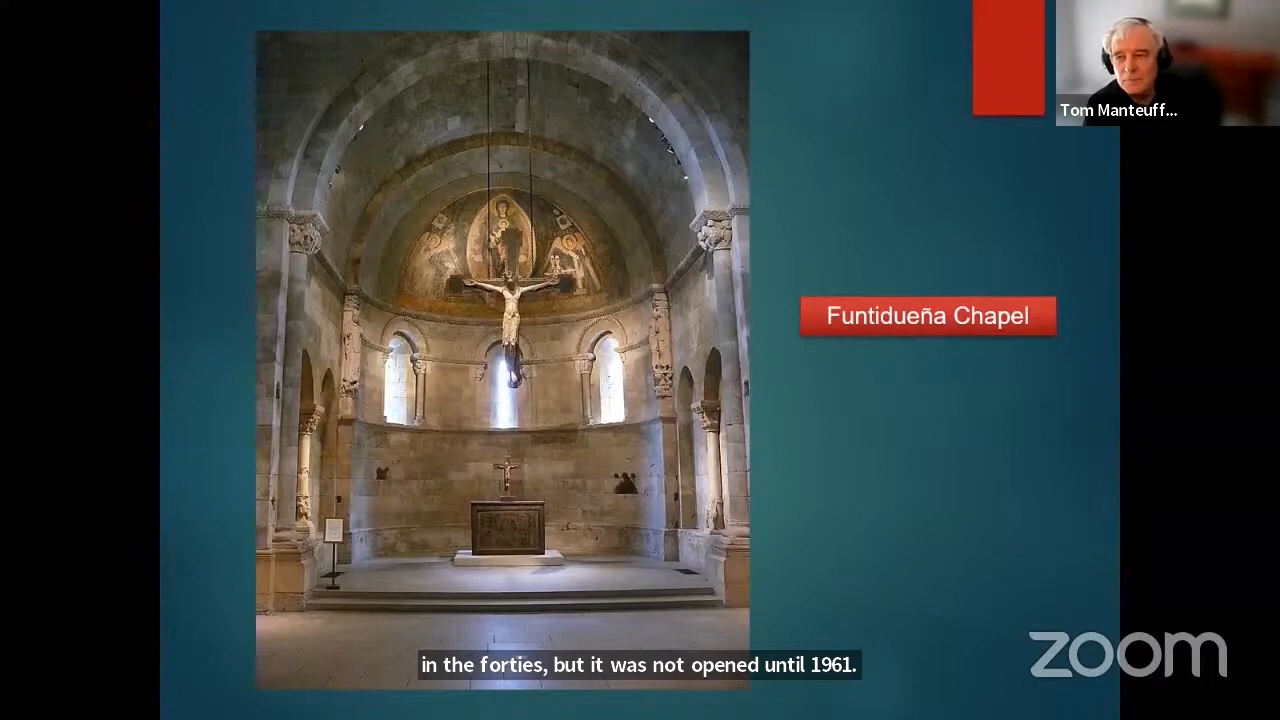 Tom Manteuff...
Funtidueña Chapel
in the forties, but it was not opened until 1961.
zoom